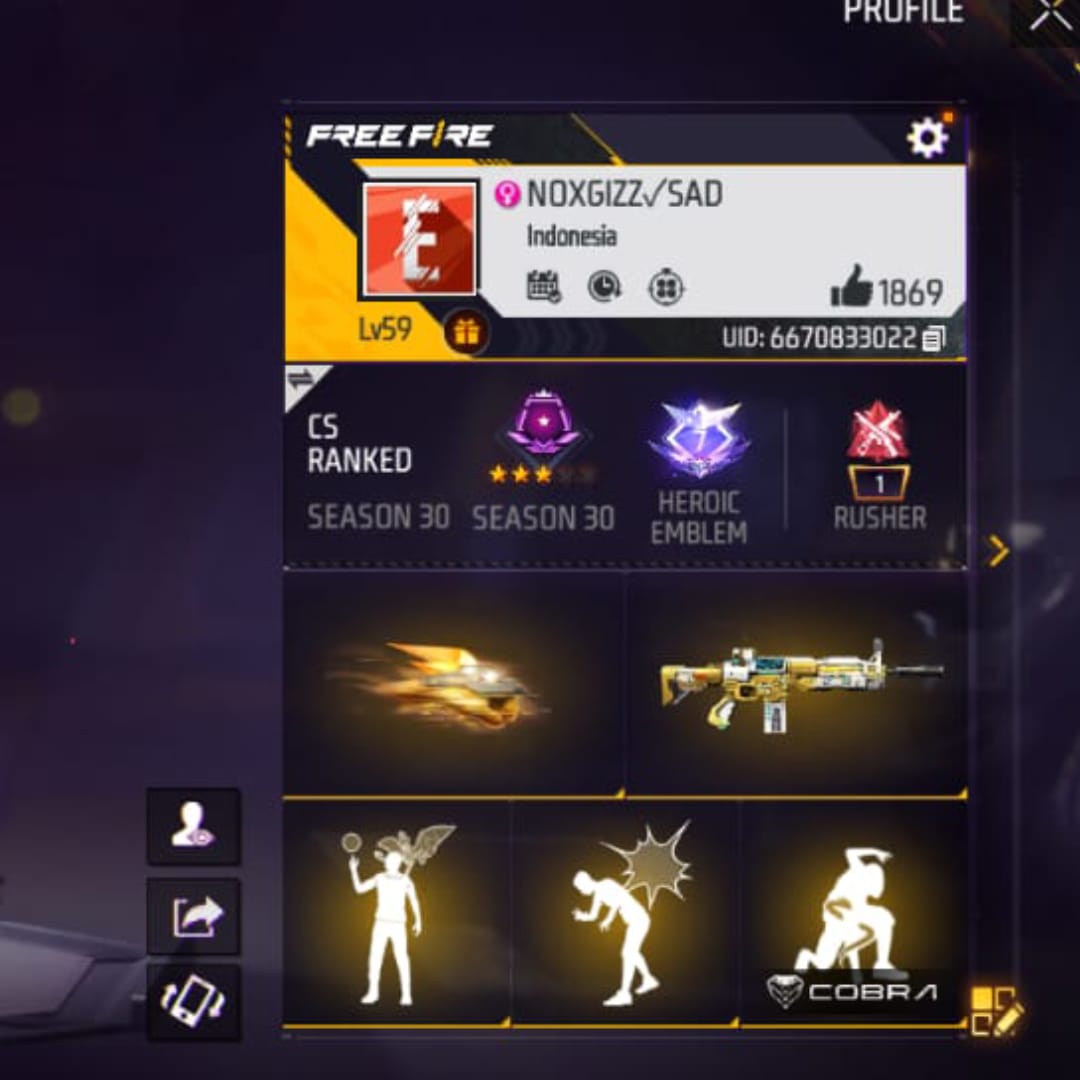 PROFILE
FREE FIRE
E
NOXGIZZ✓SAD
Indonesia
1869
Lv59
UID: 6670833022
CS
RANKED
SEASON 30
SEASON 30
7
HEROIC
EMBLEM
1
RUSHER
COBRA